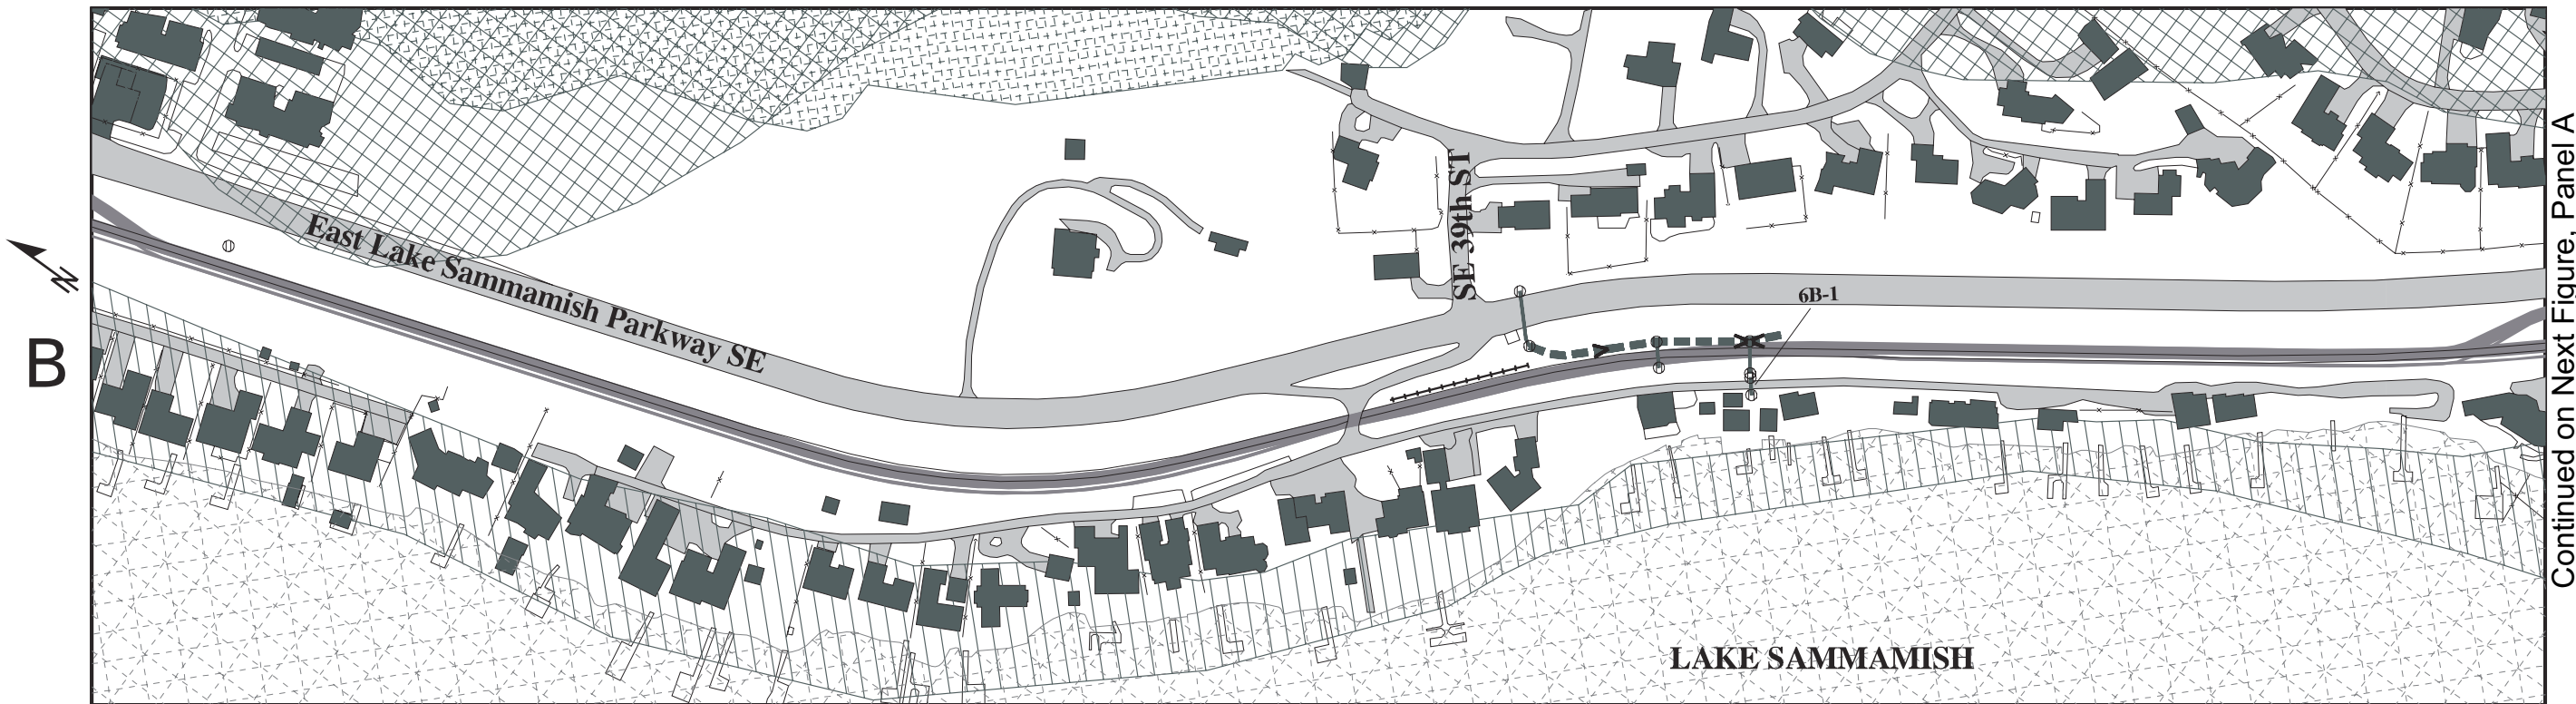 East Lake Sammamish Parkway SE
SE 39th ST
6B-1
N
B
LAKE SAMMAMISH
Continued on Next Figure, Panel A